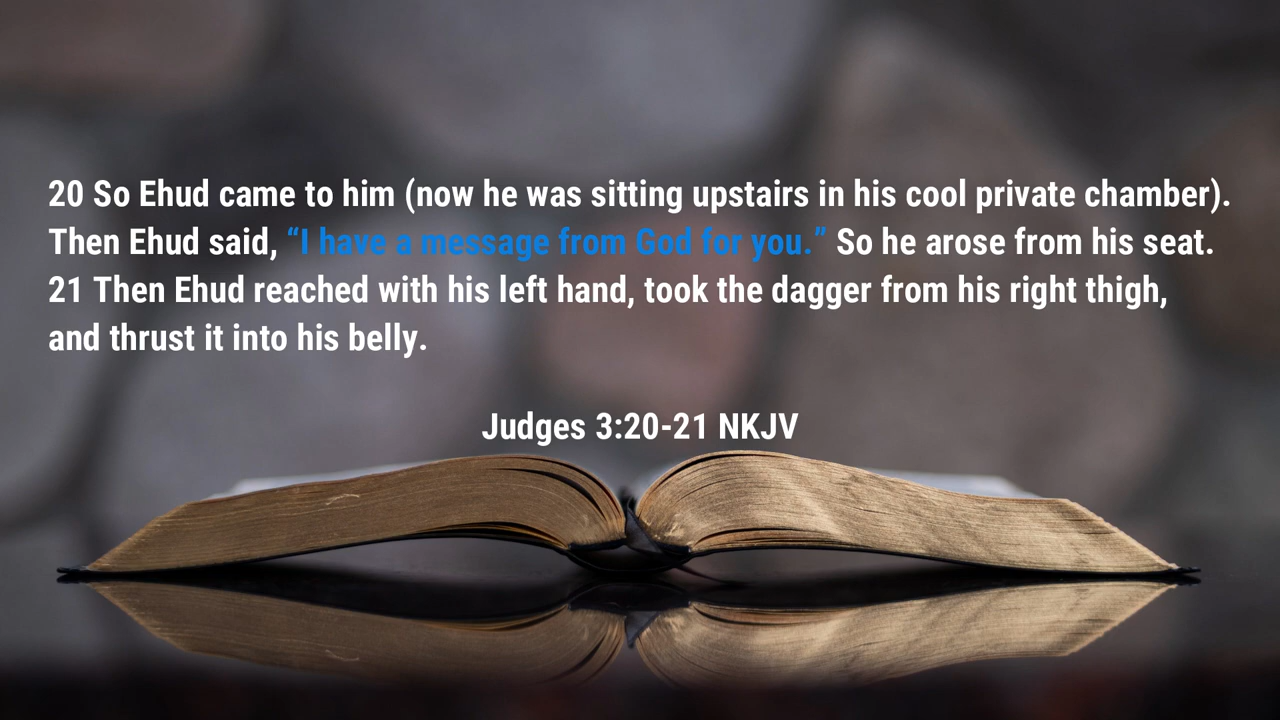 20 So Ehud came to him (now he was sitting upstairs in his cool private chamber).
Then Ehud said, “I have a message from God for you.” So he arose from his seat.
21 Then Ehud reached with his left hand, took the dagger from his right thigh,
and thrust it into his belly.
Judges 3:20-21 NKJV